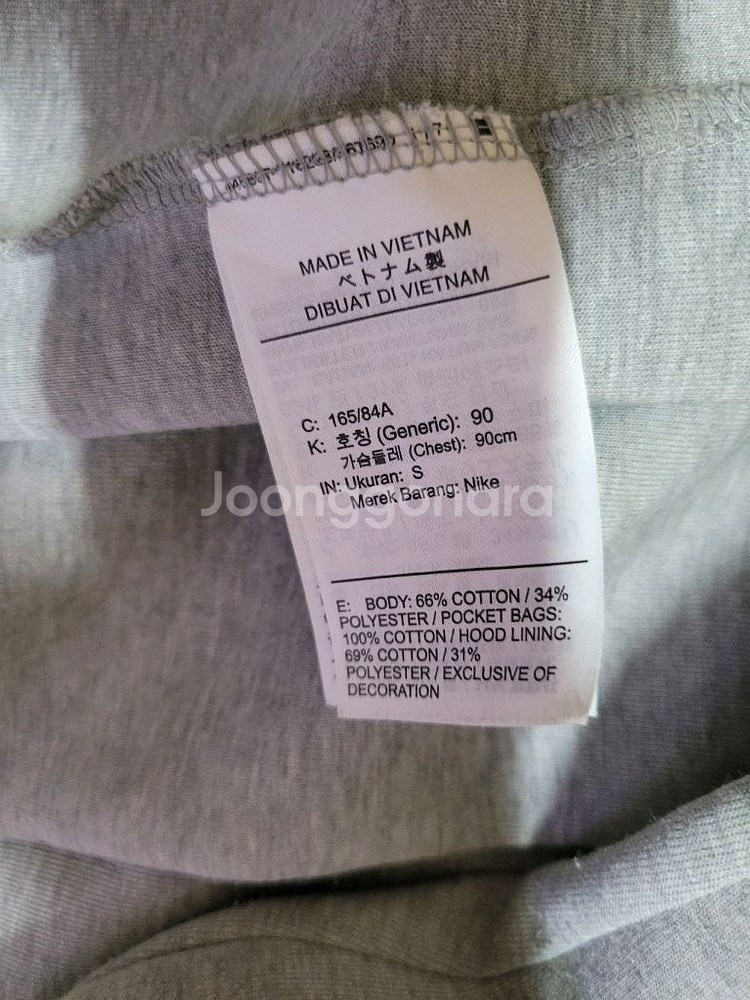 MADE IN VIETNAM
ベトナム製
DIBUAT DI VIETNAM
C: 165/84A
K: 호칭 (Generic): 90
가슴둘레 (Chest): 90cm
IN: Ukuran: S
Merek Barang: Nike
Joonggonara
E: BODY: 66% COTTON / 34%
POLYESTER / POCKET BAGS:
100% COTTON / HOOD LINING:
69% COTTON / 31%
POLYESTER / EXCLUSIVE OF
DECORATION